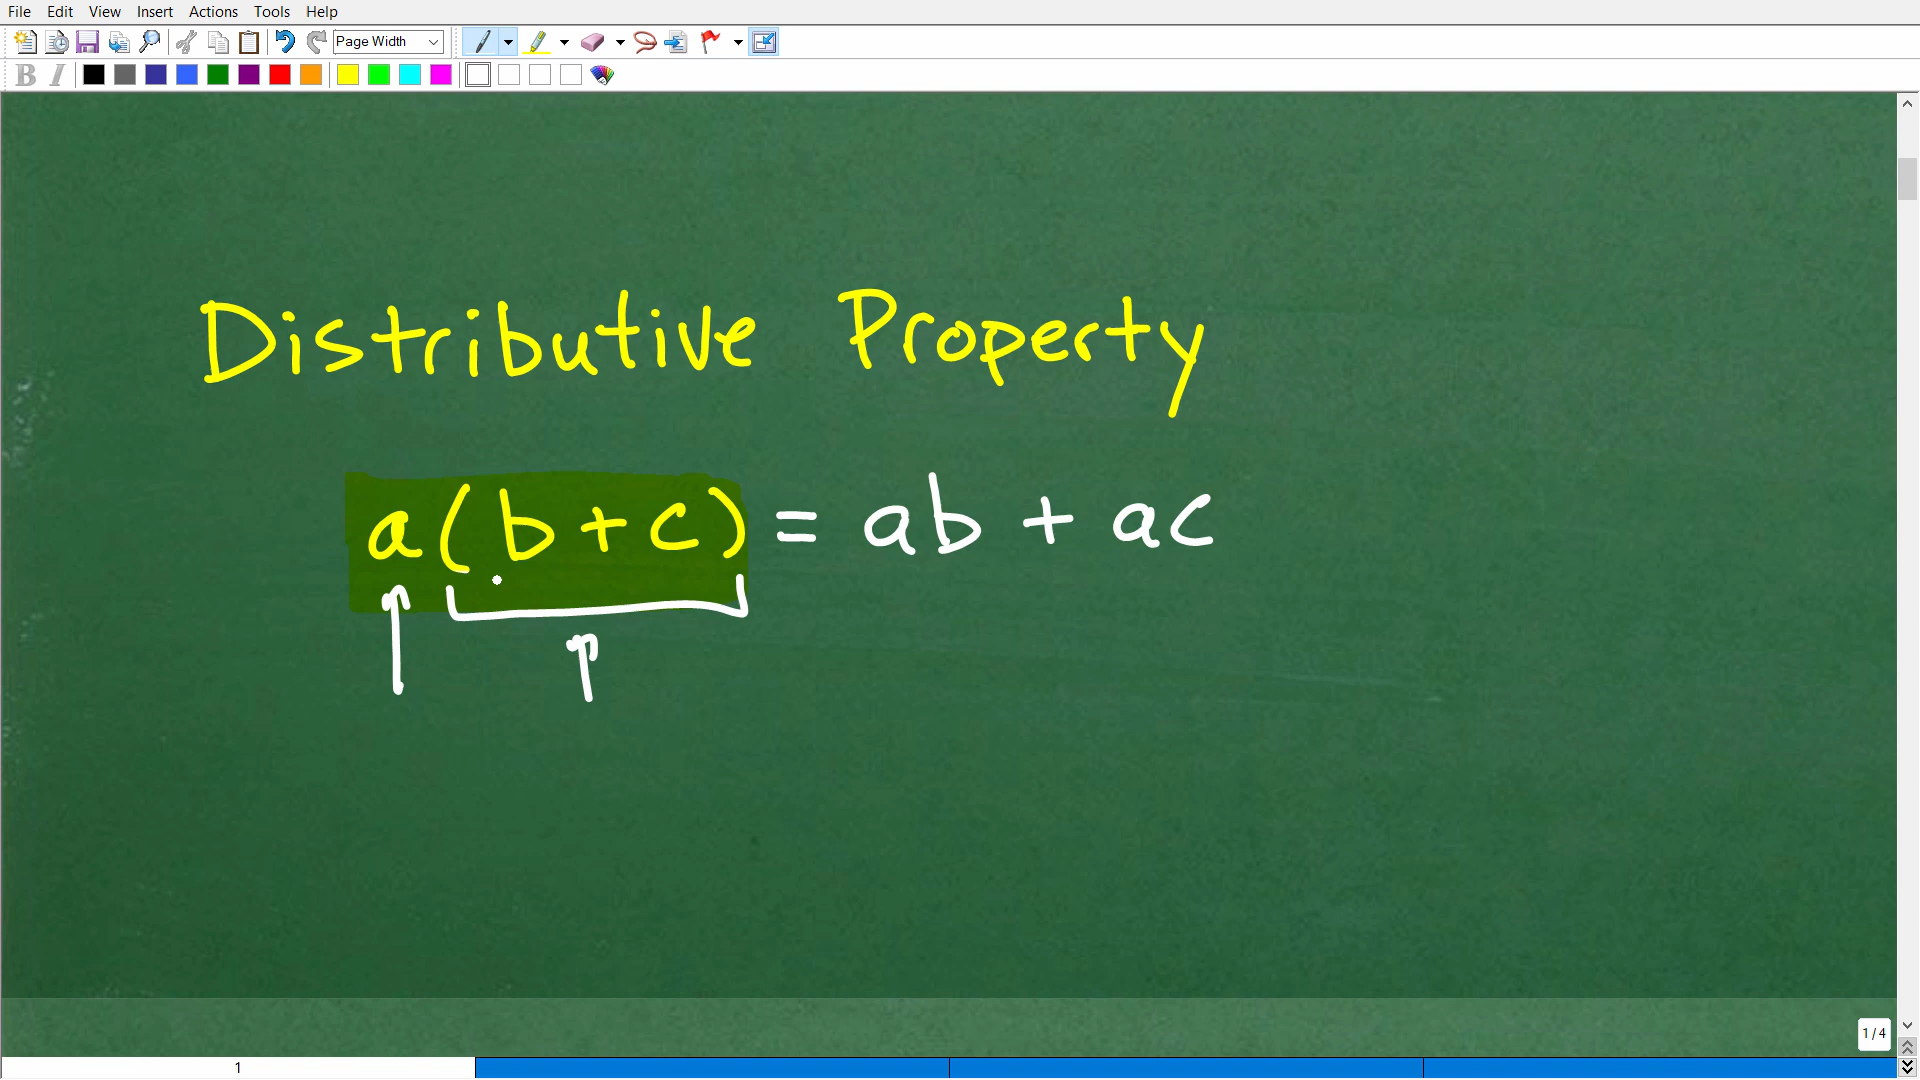 File Edit View Insert Actions Tools Help
Page Width
B I
Distributive Property
a(b+c) = ab + ac
1 / 4
1